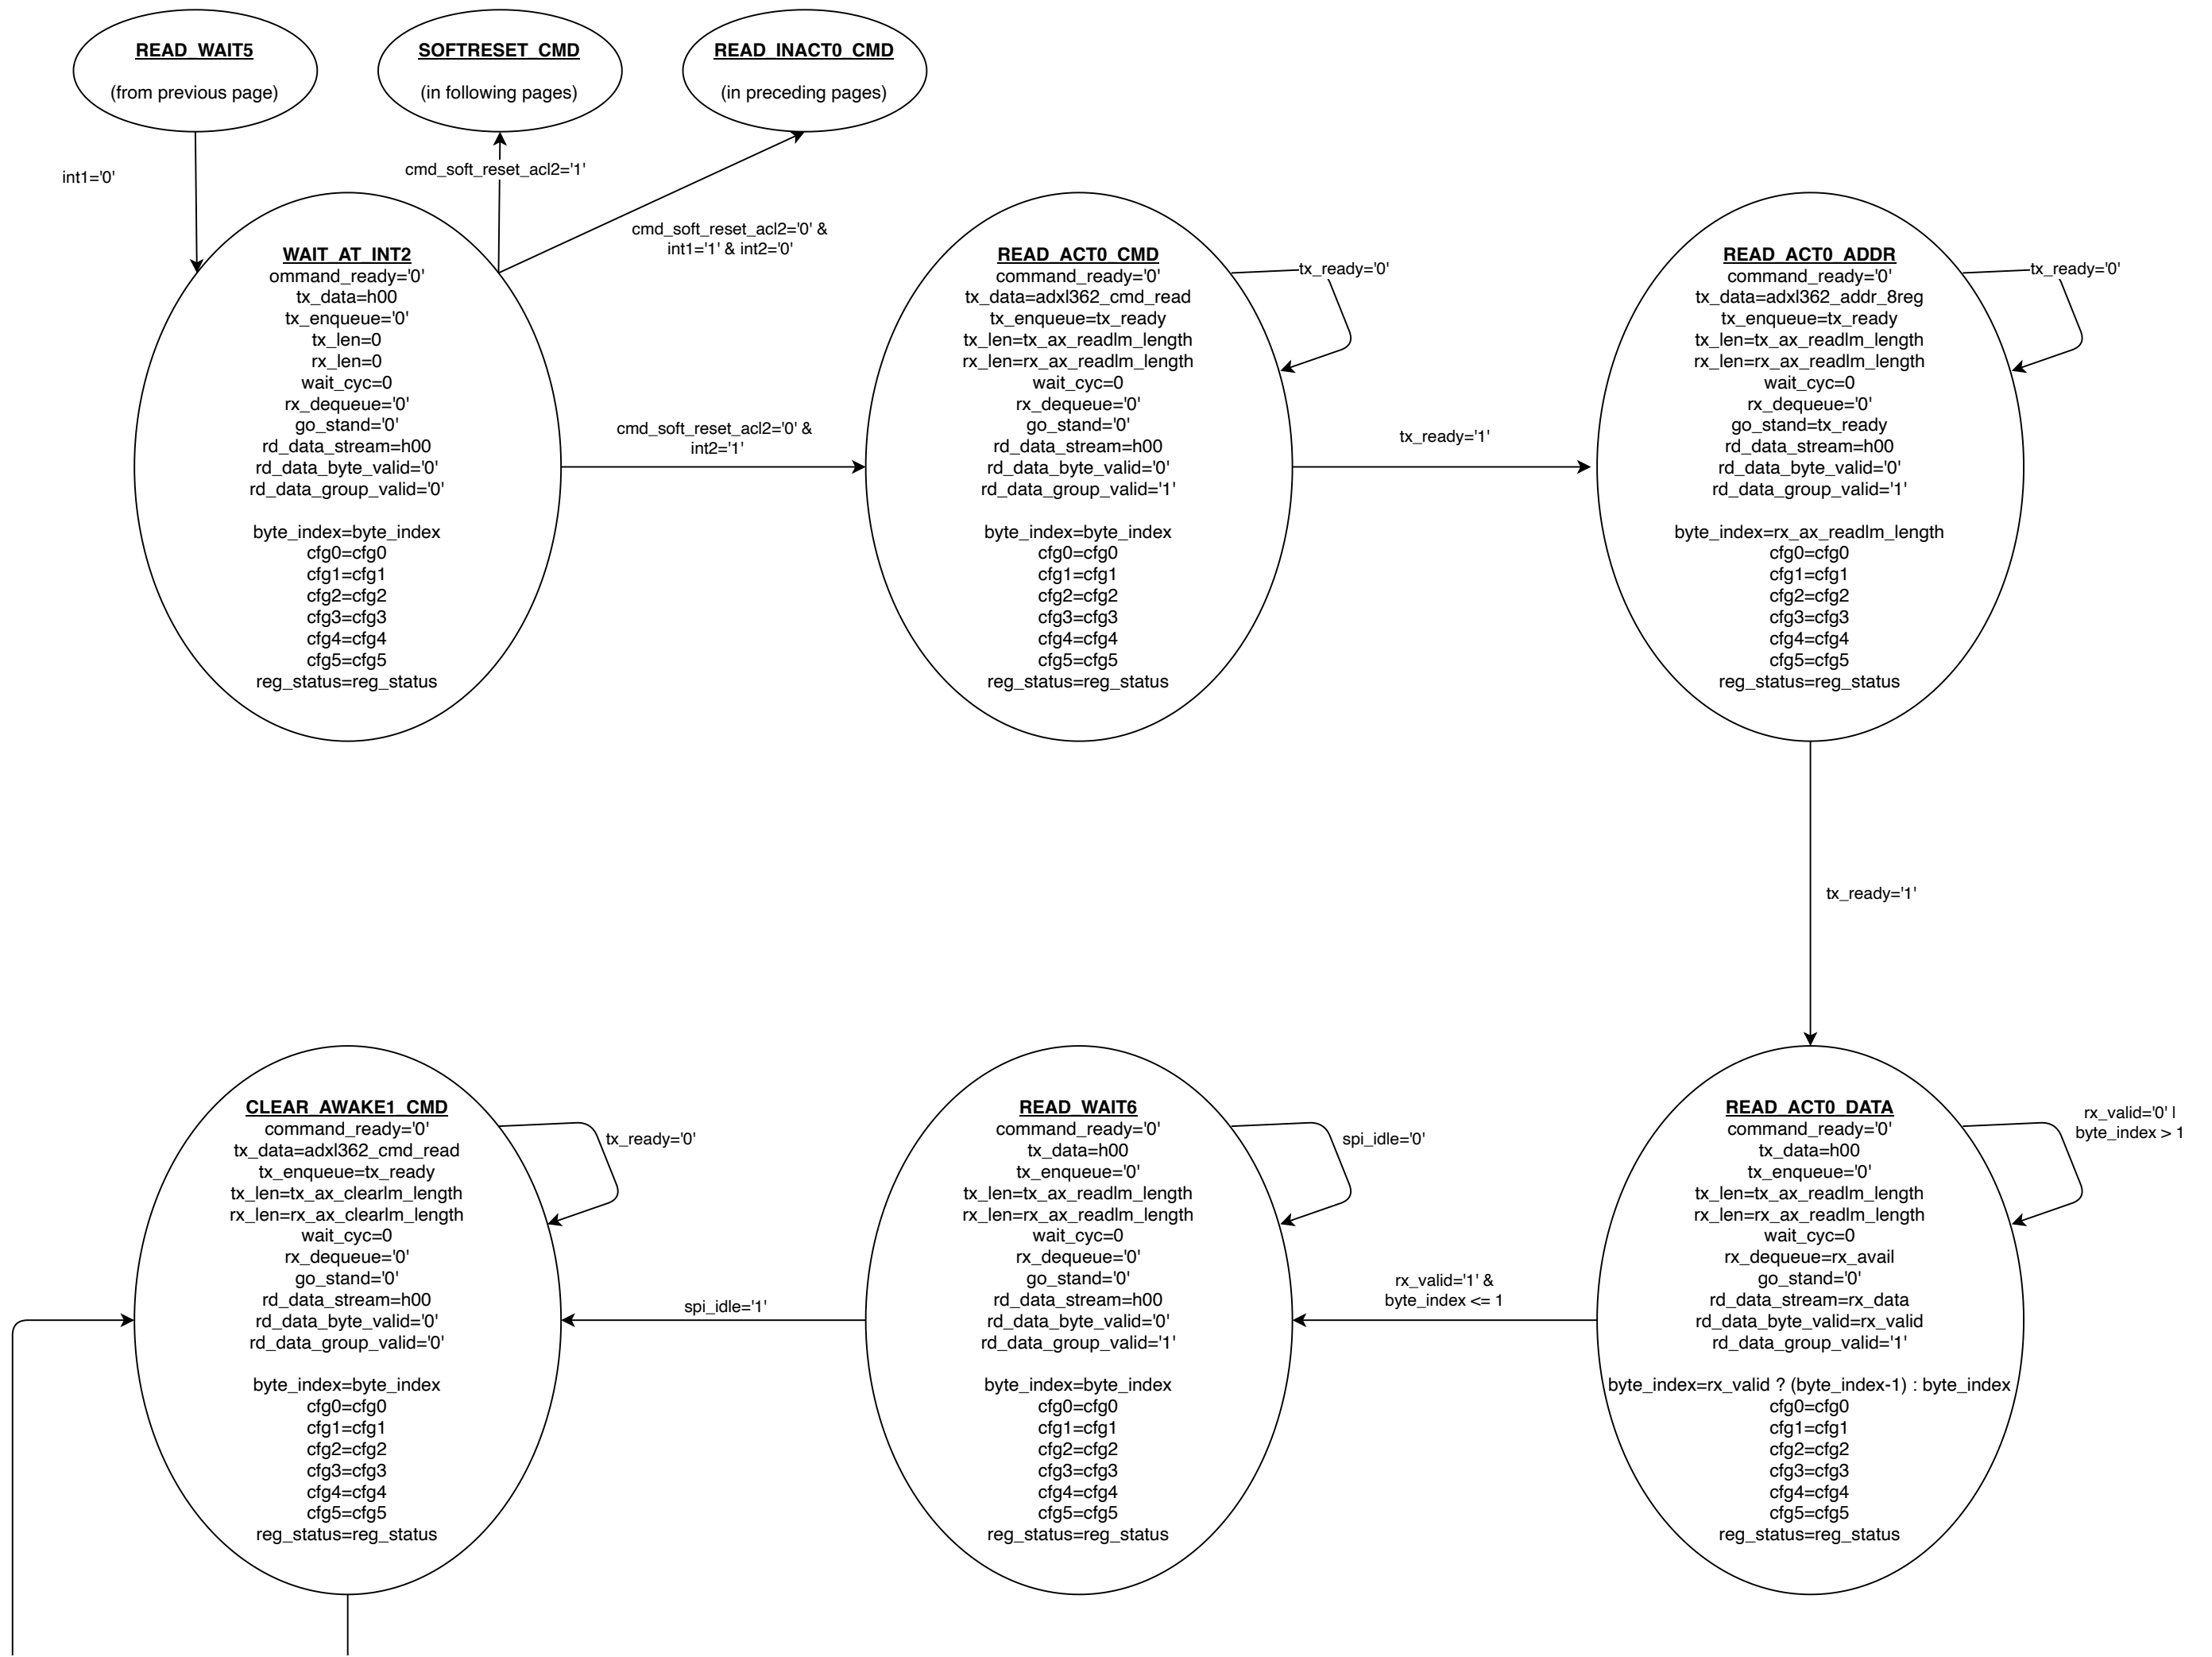 READ_WAIT5
(from previous page)
SOFTRESET_CMD
(in following pages)
READ_INACT0_CMD
(in preceding pages)
int1='0'
cmd_soft_reset_acl2='1'
cmd_soft_reset_acl2='0' &
int1='1' & int2='0'
WAIT_AT_INT2
ommand_ready='0'
tx_data=h00
tx_enqueue='0'
tx_len=0
rx_len=0
wait_cyc=0
rx_dequeue='0'
go_stand='0'
rd_data_stream=h00
rd_data_byte_valid='0'
rd_data_group_valid='0'
byte_index=byte_index
cfg0=cfg0
cfg1=cfg1
cfg2=cfg2
cfg3=cfg3
cfg4=cfg4
cfg5=cfg5
reg_status=reg_status
cmd_soft_reset_acl2='0' &
int2='1'
READ_ACT0_CMD
command_ready='0'
tx_data=adxl362_cmd_read
tx_enqueue=tx_ready
tx_len=tx_ax_readlm_length
rx_len=rx_ax_readlm_length
wait_cyc=0
rx_dequeue='0'
go_stand='0'
rd_data_stream=h00
rd_data_byte_valid='0'
rd_data_group_valid='1'
byte_index=byte_index
cfg0=cfg0
cfg1=cfg1
cfg2=cfg2
cfg3=cfg3
cfg4=cfg4
cfg5=cfg5
reg_status=reg_status
tx_ready='0'
tx_ready='1'
READ_ACT0_ADDR
command_ready='0'
tx_data=adxl362_addr_8reg
tx_enqueue=tx_ready
tx_len=tx_ax_readlm_length
rx_len=rx_ax_readlm_length
wait_cyc=0
rx_dequeue='0'
go_stand=tx_ready
rd_data_stream=h00
rd_data_byte_valid='0'
rd_data_group_valid='1'
byte_index=rx_ax_readlm_length
cfg0=cfg0
cfg1=cfg1
cfg2=cfg2
cfg3=cfg3
cfg4=cfg4
cfg5=cfg5
reg_status=reg_status
tx_ready='0'
tx_ready='1'
CLEAR_AWAKE1_CMD
command_ready='0'
tx_data=adxl362_cmd_read
tx_enqueue=tx_ready
tx_len=tx_ax_clearlm_length
rx_len=rx_ax_clearlm_length
wait_cyc=0
rx_dequeue='0'
go_stand='0'
rd_data_stream=h00
rd_data_byte_valid='0'
rd_data_group_valid='0'
byte_index=byte_index
cfg0=cfg0
cfg1=cfg1
cfg2=cfg2
cfg3=cfg3
cfg4=cfg4
cfg5=cfg5
reg_status=reg_status
tx_ready='0'
spi_idle='1'
READ_WAIT6
command_ready='0'
tx_data=h00
tx_enqueue='0'
tx_len=tx_ax_readlm_length
rx_len=rx_ax_readlm_length
wait_cyc=0
rx_dequeue='0'
go_stand='0'
rd_data_stream=h00
rd_data_byte_valid='0'
rd_data_group_valid='1'
byte_index=byte_index
cfg0=cfg0
cfg1=cfg1
cfg2=cfg2
cfg3=cfg3
cfg4=cfg4
cfg5=cfg5
reg_status=reg_status
spi_idle='0'
rx_valid='1' &
byte_index <= 1
READ_ACT0_DATA
command_ready='0'
tx_data=h00
tx_enqueue='0'
tx_len=tx_ax_readlm_length
rx_len=rx_ax_readlm_length
wait_cyc=0
rx_dequeue=rx_avail
go_stand='0'
rd_data_stream=rx_data
rd_data_byte_valid=rx_valid
rd_data_group_valid='1'
byte_index=rx_valid ? (byte_index-1) : byte_index
cfg0=cfg0
cfg1=cfg1
cfg2=cfg2
cfg3=cfg3
cfg4=cfg4
cfg5=cfg5
reg_status=reg_status
rx_valid='0' |
byte_index > 1